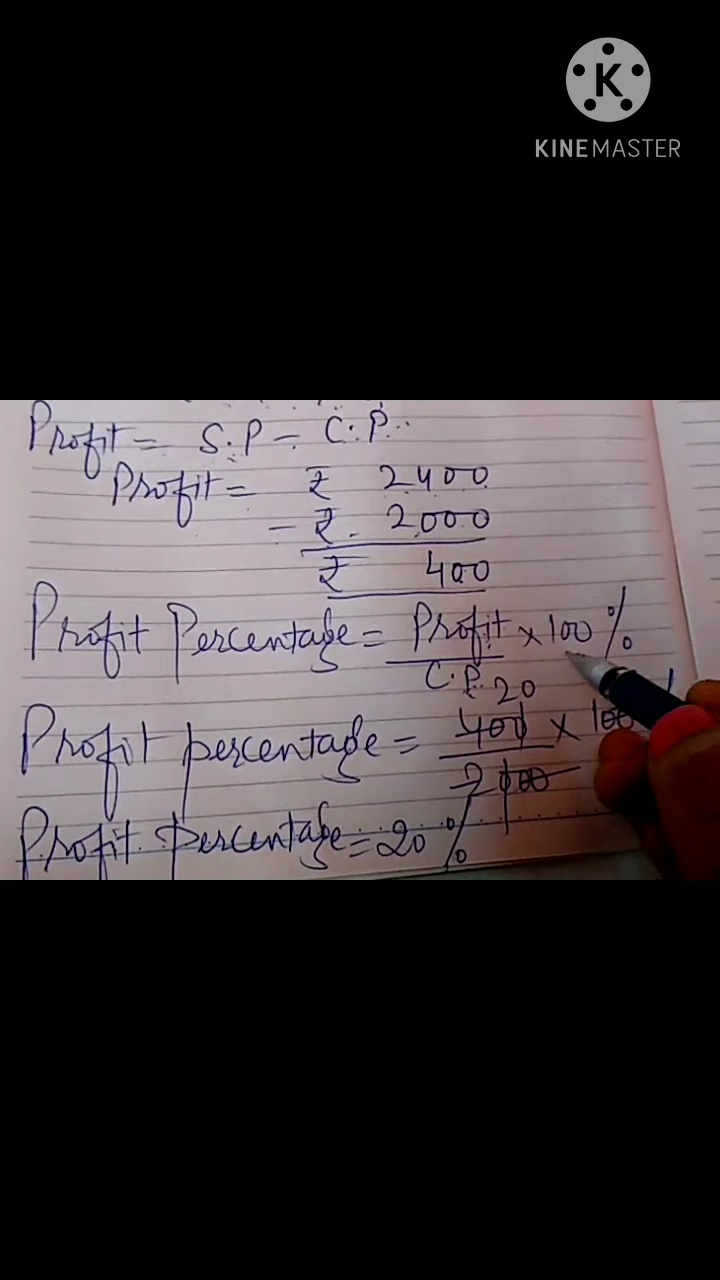 KINEMASTER
Profit = S.P - C.P.
Profit = ₹ 2400
- ₹ 2000
₹ 400
Profit Percentage = Profit × 100 %
C.P.
20
Profit percentage = 400 × 100
2000
Profit percentage = 20 %